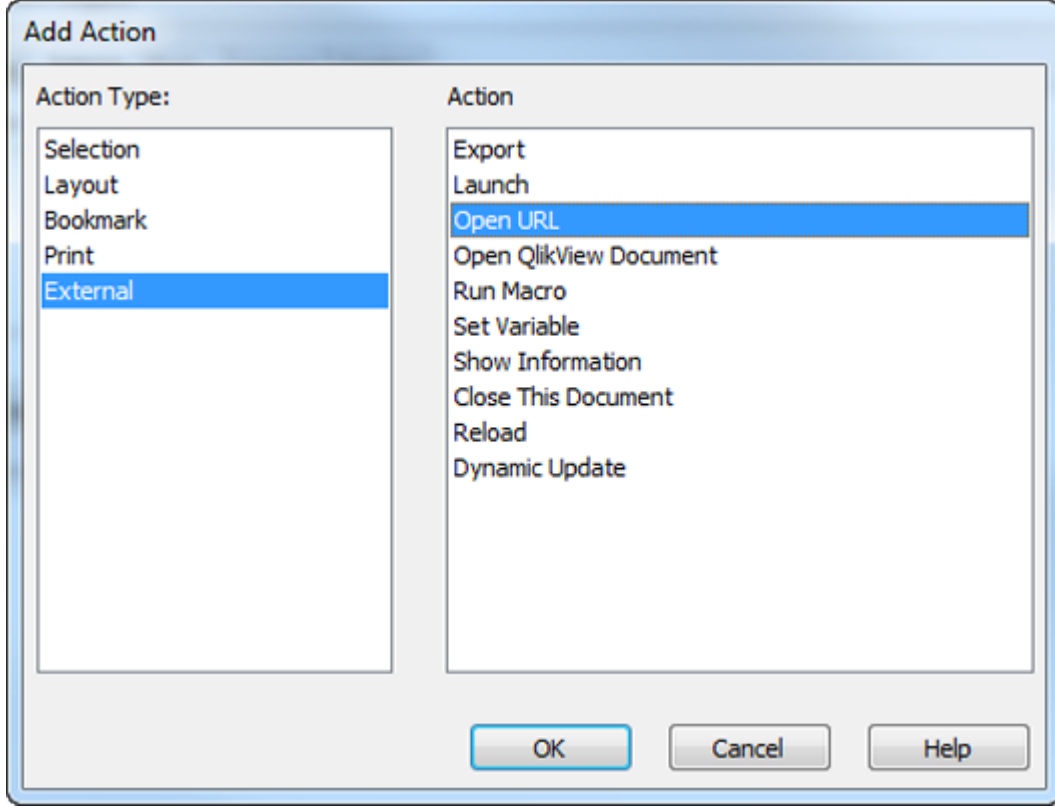 Add Action
Action Type:
Selection
Layout
Bookmark
Print
External
Action
Export
Launch
Open URL
Open QlikView Document
Run Macro
Set Variable
Show Information
Close This Document
Reload
Dynamic Update
OK
Cancel
Help